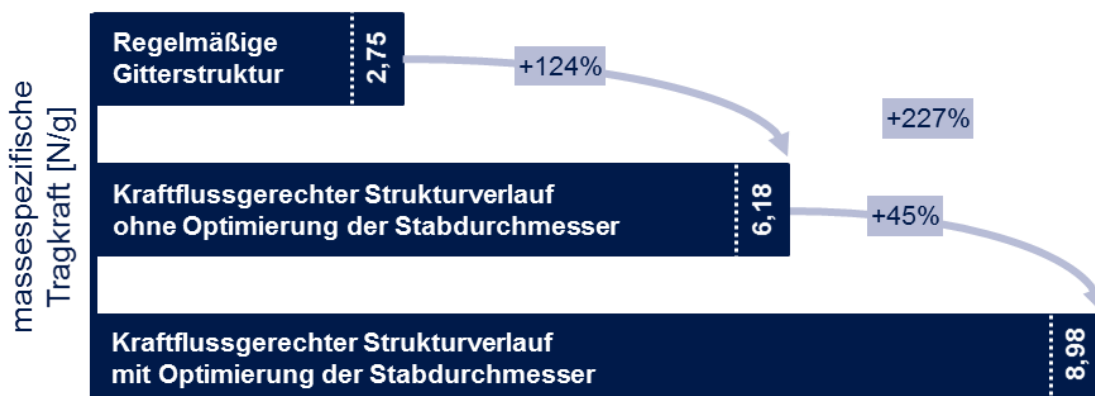 massespezifische
Tragkraft [N/g]
Regelmäßige
Gitterstruktur
2,75
+124%
+227%
Kraftflussgerechter Strukturverlauf
ohne Optimierung der Stabdurchmesser
6,18
+45%
Kraftflussgerechter Strukturverlauf
mit Optimierung der Stabdurchmesser
8,98